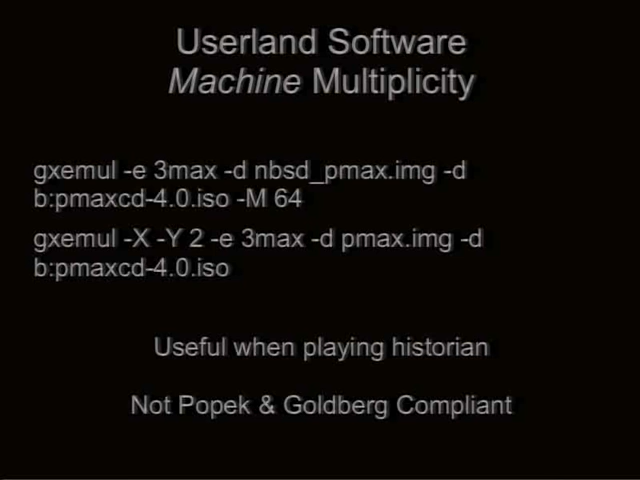 Userland Software
Machine Multiplicity
gxemul -e 3max -d nbsd_pmax.img -d
b:pmaxcd-4.0.iso -M 64
gxemul -X -Y 2 -e 3max -d pmax.img -d
b:pmaxcd-4.0.iso
Useful when playing historian
Not Popek & Goldberg Compliant